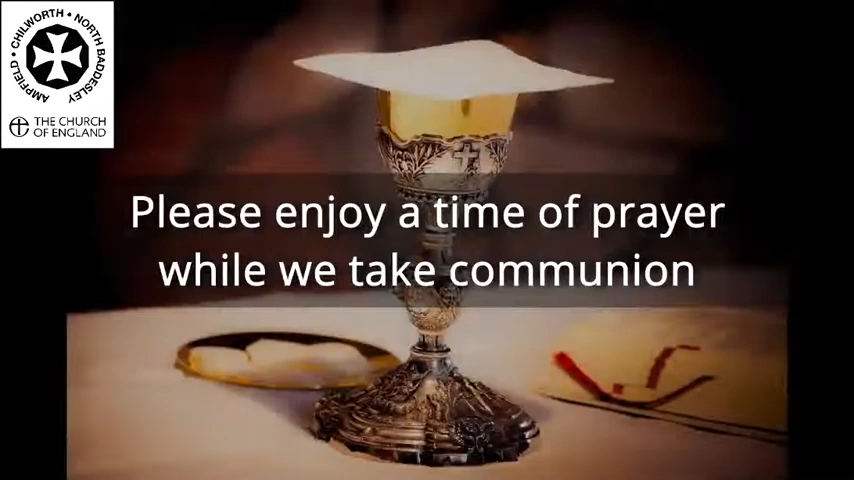 CHILWORTH • NORTH BADDESLEY • AMPFIELD •
THE CHURCH
OF ENGLAND
Please enjoy a time of prayer
while we take communion